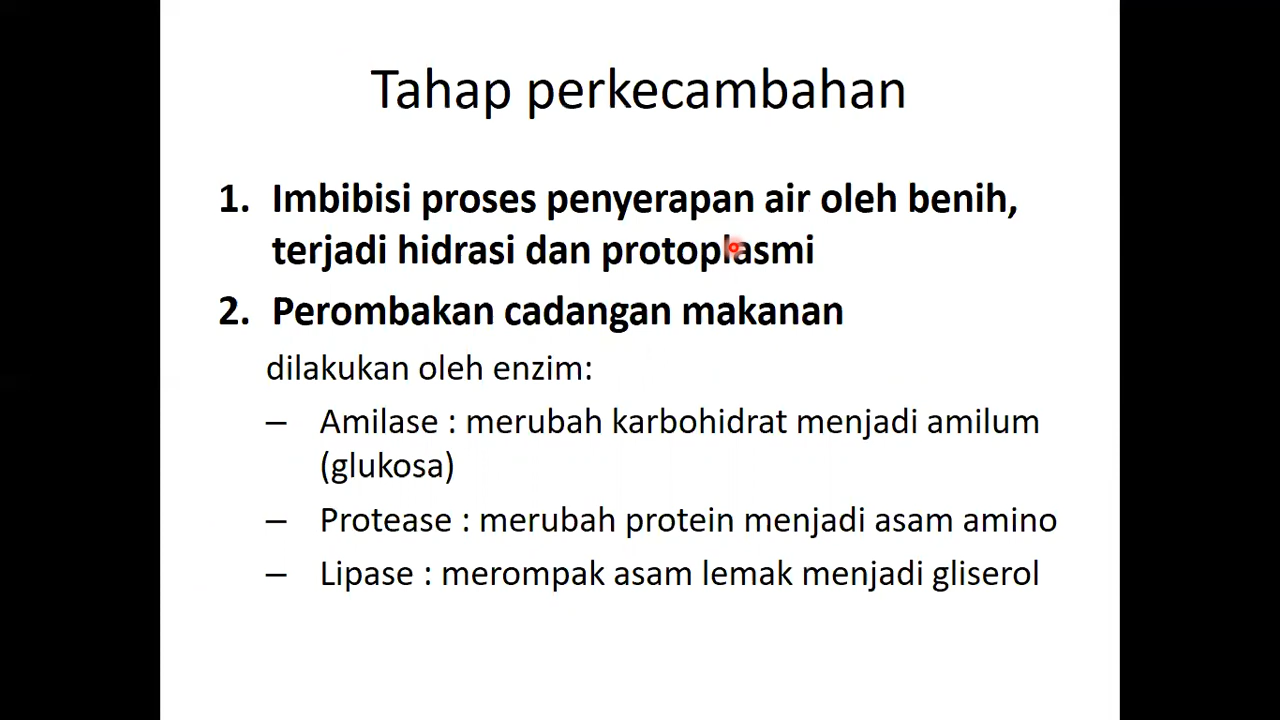 Tahap perkecambahan
1. Imbibisi proses penyerapan air oleh benih,
terjadi hidrasi dan protoplasmi
2. Perombakan cadangan makanan
dilakukan oleh enzim:
– Amilase : merubah karbohidrat menjadi amilum
(glukosa)
– Protease : merubah protein menjadi asam amino
– Lipase : merompak asam lemak menjadi gliserol